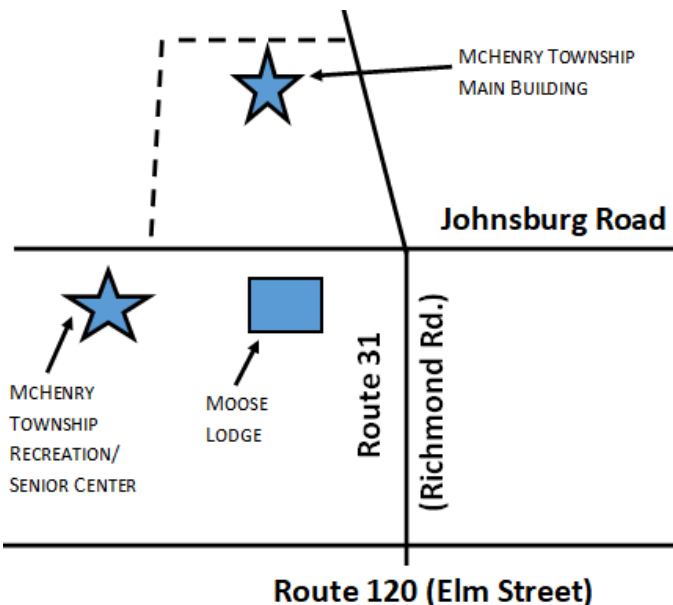 McHenry Township
Main Building
Johnsburg Road
Route 31
(Richmond Rd.)
McHenry
Township
Recreation/
Senior Center
Moose
Lodge
Route 120 (Elm Street)